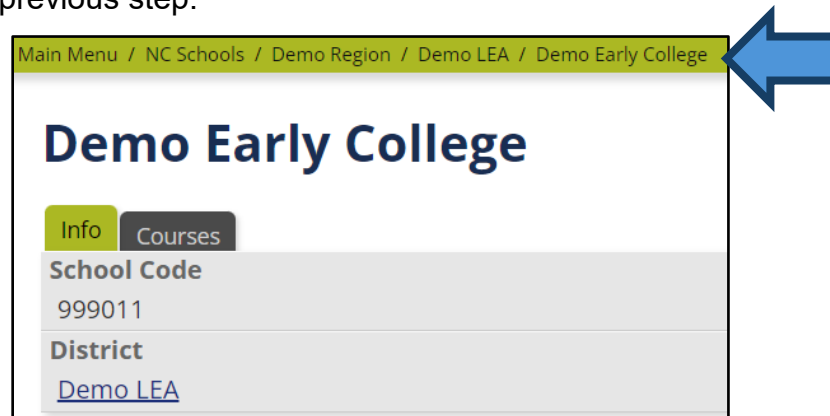 previous step.
Main Menu / NC Schools / Demo Region / Demo LEA / Demo Early College
Demo Early College
Info Courses
School Code
999011
District
Demo LEA